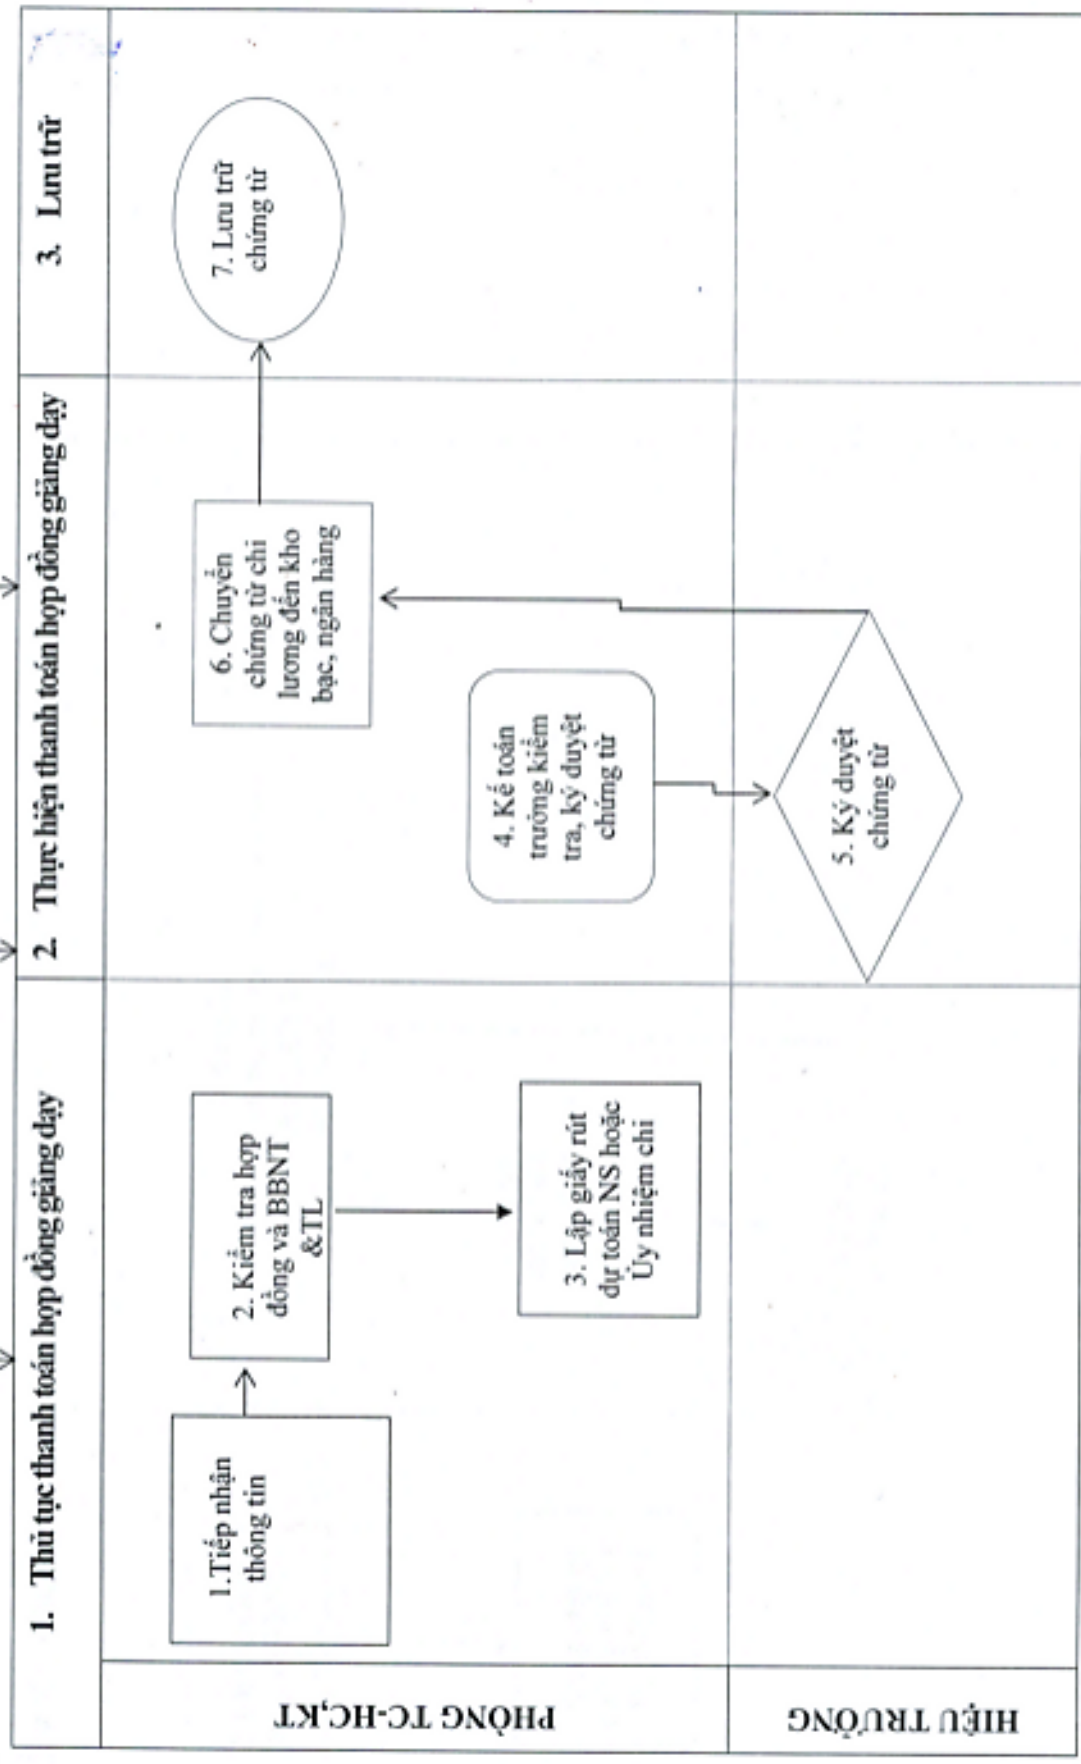 1. Thủ tục thanh toán hợp đồng giảng dạy
2. Thực hiện thanh toán hợp đồng giảng dạy
3. Lưu trữ
PHÒNG TC-HC,KT
1.Tiếp nhận
thông tin
2. Kiểm tra hợp
đồng và BBNT
&TL
3. Lập giấy rút
dự toán NS hoặc
Ủy nhiệm chi
4. Kế toán
trưởng kiểm
tra, ký duyệt
chứng từ
6. Chuyển
chứng từ chi
lương đến kho
bạc, ngân hàng
7. Lưu trữ
chứng từ
HIỆU TRƯỞNG
5. Ký duyệt
chứng từ